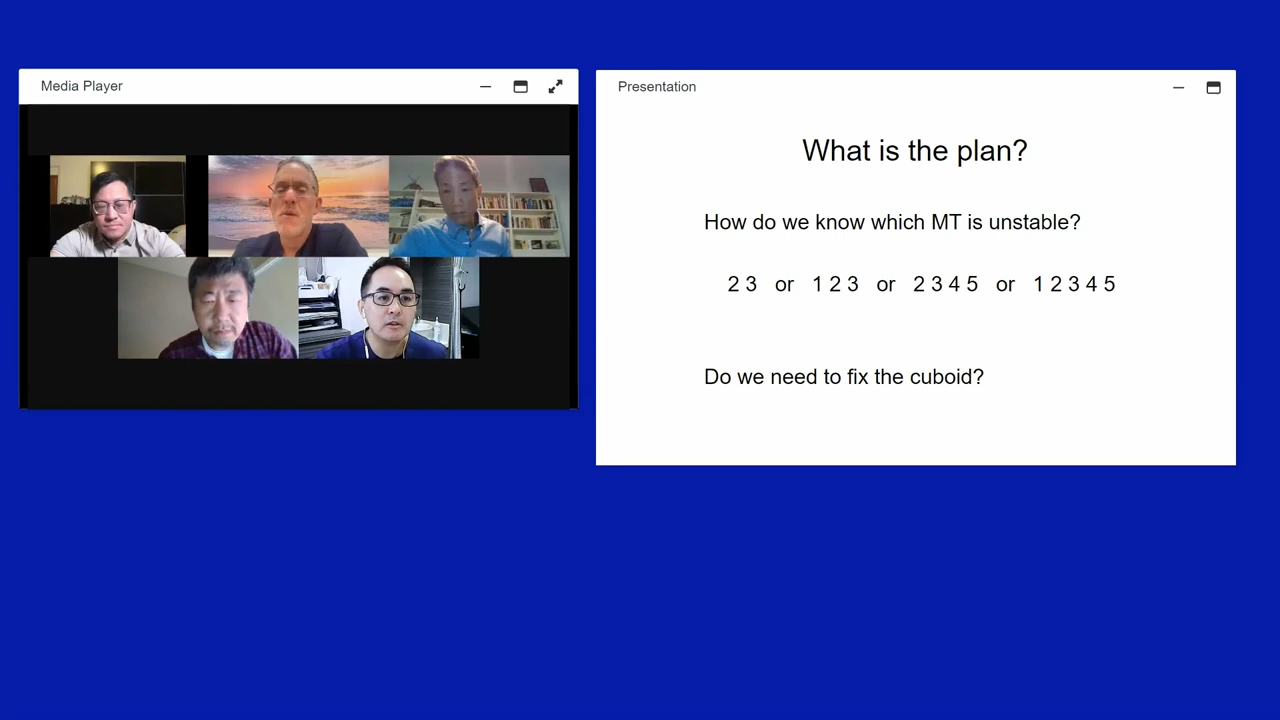 Media Player
Presentation
What is the plan?
How do we know which MT is unstable?
2 3 or 1 2 3 or 2 3 4 5 or 1 2 3 4 5
Do we need to fix the cuboid?